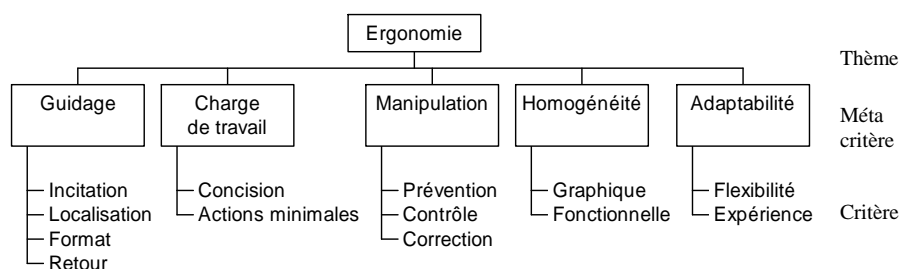 Ergonomie
Thème
Guidage
Charge
de travail
Manipulation
Homogénéité
Adaptabilité
Méta
critère
Incitation
Localisation
Format
Retour
Concision
Actions minimales
Prévention
Contrôle
Correction
Graphique
Fonctionnelle
Flexibilité
Expérience
Critère